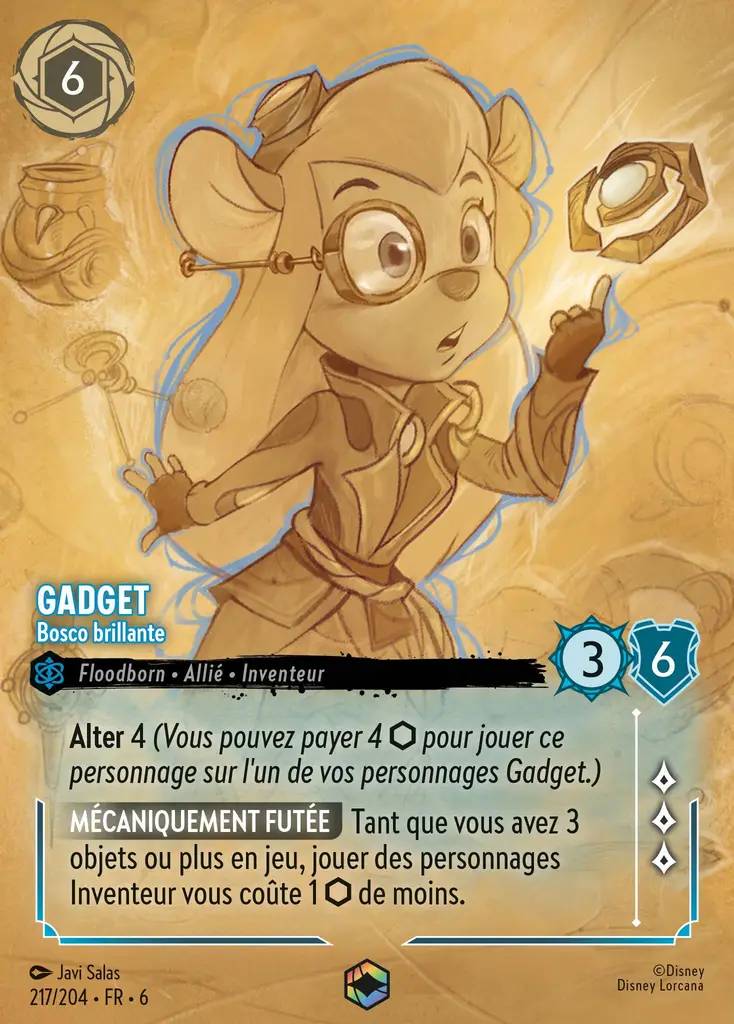 6
GADGET
Bosco brillante
Floodborn • Allié • Inventeur
3
6
Alter 4 (Vous pouvez payer 4 ⬡ pour jouer ce
personnage sur l'un de vos personnages Gadget.)
MÉCANIQUEMENT FUTÉE Tant que vous avez 3
objets ou plus en jeu, jouer des personnages
Inventeur vous coûte 1 ⬡ de moins.
Javi Salas
217/204 • FR • 6
©Disney
Disney Lorcana